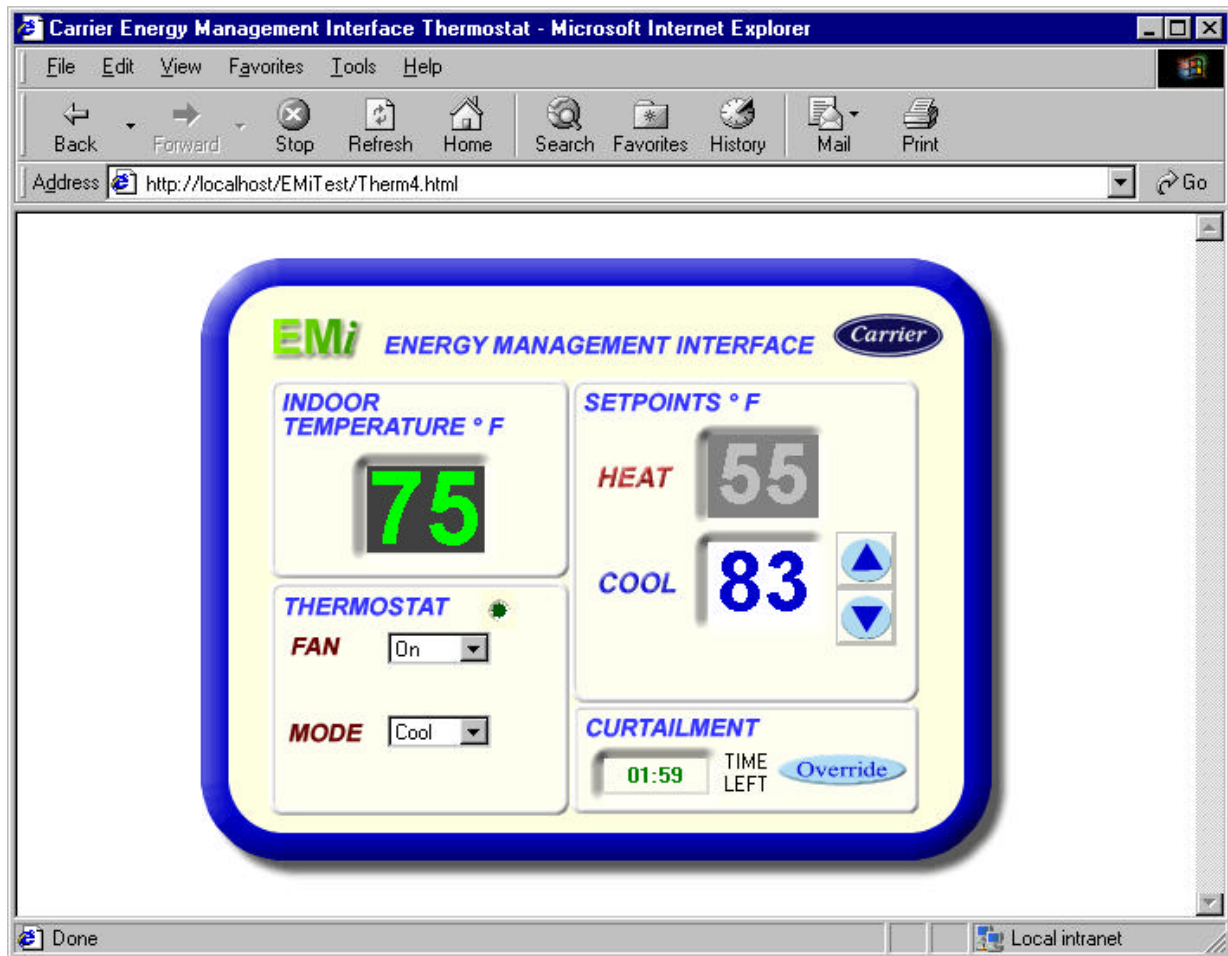 Carrier Energy Management Interface Thermostat - Microsoft Internet Explorer
File Edit View Favorites Tools Help
Back Forward Stop Refresh Home Search Favorites History Mail Print
Address http://localhost/EMiTest/Therm4.html Go
EMi ENERGY MANAGEMENT INTERFACE Carrier
INDOOR
TEMPERATURE ° F
75
SETPOINTS ° F
HEAT 55
COOL 83
THERMOSTAT
FAN On
MODE Cool
CURTAILMENT
01:59 TIME
LEFT
Override
Done Local intranet